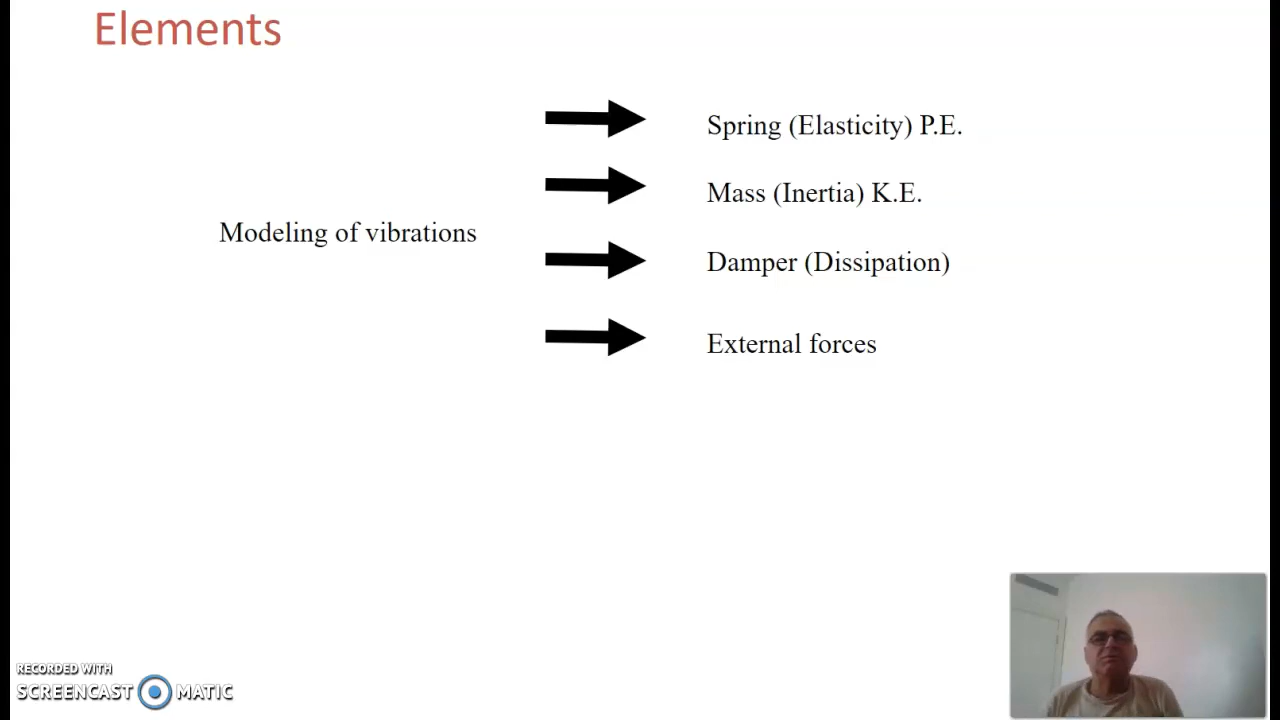 Elements
Spring (Elasticity) P.E.
Mass (Inertia) K.E.
Modeling of vibrations
Damper (Dissipation)
External forces
RECORDED WITH
SCREENCAST MATIC